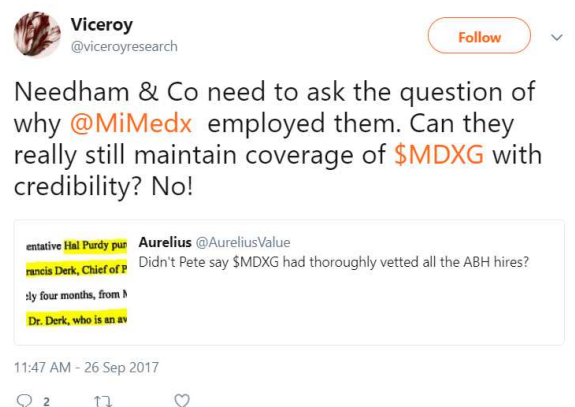 Viceroy
@viceroyresearch
Follow
Needham & Co need to ask the question of
why @MiMedx employed them. Can they
really still maintain coverage of $MDXG with
credibility? No!
entative Hal Purdy pur
rancis Derk, Chief of P
ly four months, from
Dr. Derk, who is an av
Aurelius @AureliusValue
Didn't Pete say $MDXG had thoroughly vetted all the ABH hires?
11:47 AM - 26 Sep 2017
2